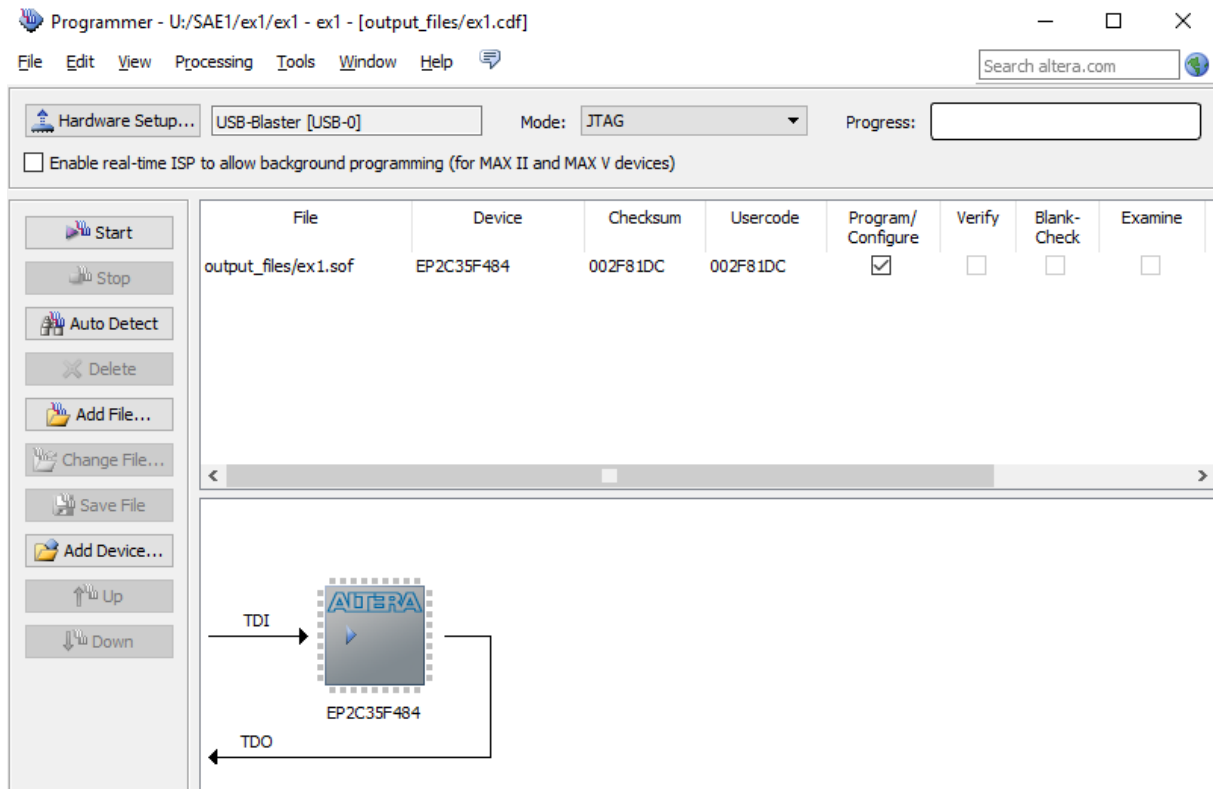 Programmer - U:/SAE1/ex1/ex1 - ex1 - [output_files/ex1.cdf]
File Edit View Processing Tools Window Help
Search altera.com
Hardware Setup... USB-Blaster [USB-0] Mode: JTAG Progress:
Enable real-time ISP to allow background programming (for MAX II and MAX V devices)
Start
Stop
Auto Detect
Delete
Add File...
Change File...
Save File
Add Device...
Up
Down
File Device Checksum Usercode Program/ Verify Blank- Examine
Configure Check
output_files/ex1.sof EP2C35F484 002F81DC 002F81DC
TDI
ALTERA
EP2C35F484
TDO